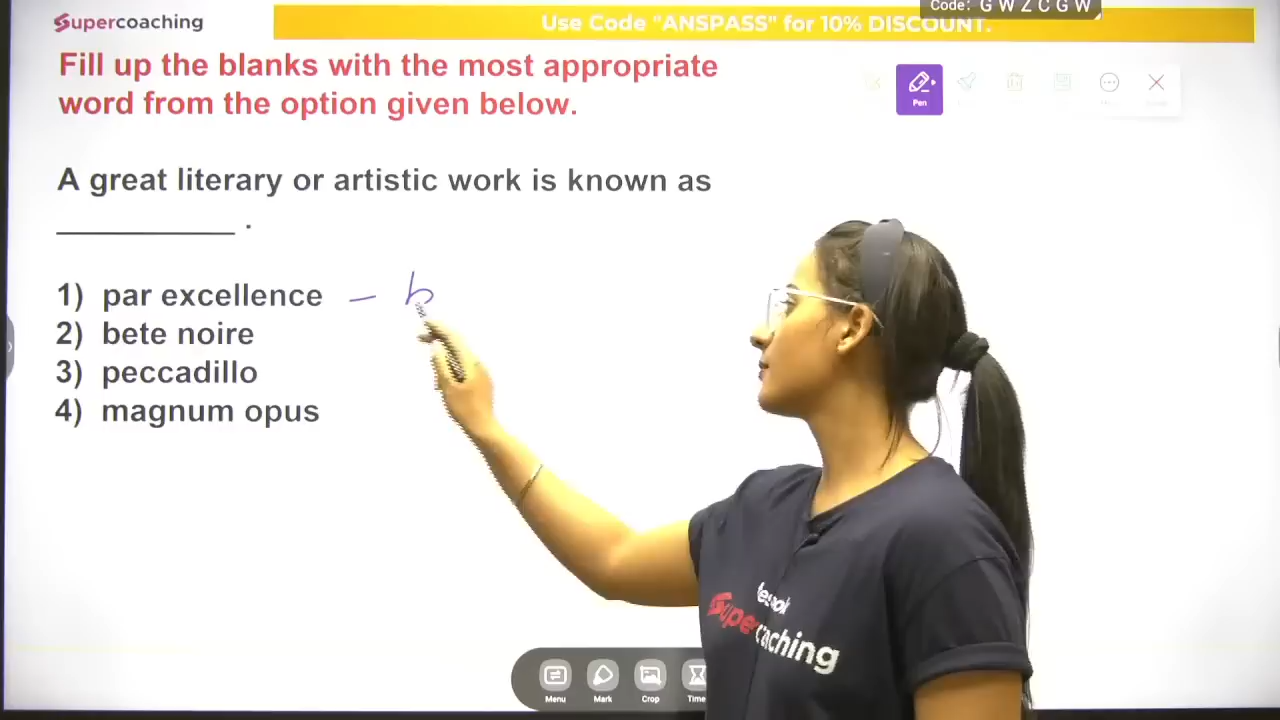 Supercoaching
Use Code "ANSPASS" for 10% DISCOUNT.
Code: G W Z C G W
Fill up the blanks with the most appropriate
word from the option given below.
Pen
A great literary or artistic work is known as
____________ .
1) par excellence – b
2) bete noire
3) peccadillo
4) magnum opus
Supercoaching
Menu
Mark
Crop
Time